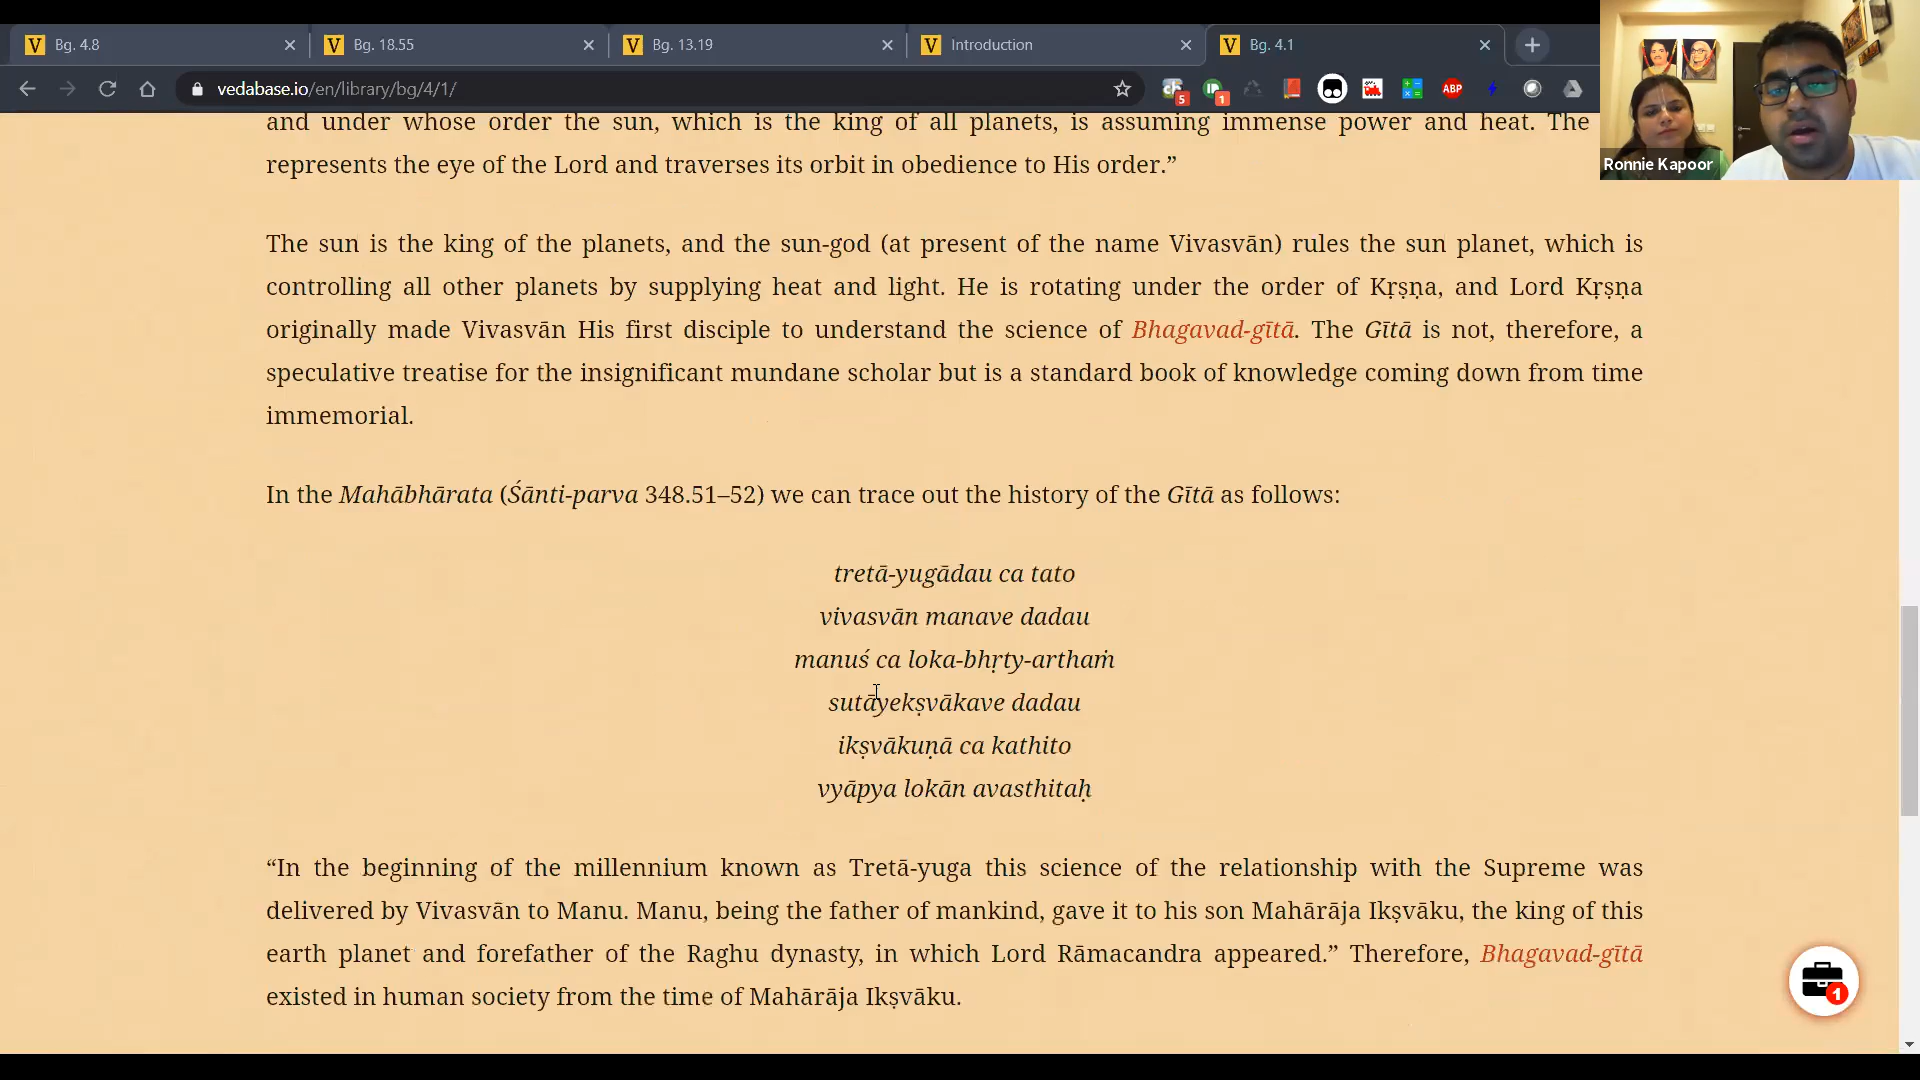 Bg. 4.8
Bg. 18.55
Bg. 13.19
Introduction
Bg. 4.1
vedabase.io/en/library/bg/4/1/
5
1
ABP
Ronnie Kapoor
and under whose order the sun, which is the king of all planets, is assuming immense power and heat. The
represents the eye of the Lord and traverses its orbit in obedience to His order.”
The sun is the king of the planets, and the sun-god (at present of the name Vivasvān) rules the sun planet, which is
controlling all other planets by supplying heat and light. He is rotating under the order of Kṛṣṇa, and Lord Kṛṣṇa
originally made Vivasvān His first disciple to understand the science of Bhagavad-gītā. The Gītā is not, therefore, a
speculative treatise for the insignificant mundane scholar but is a standard book of knowledge coming down from time
immemorial.
In the Mahābhārata (Śānti-parva 348.51–52) we can trace out the history of the Gītā as follows:
tretā-yugādau ca tato
vivasvān manave dadau
manuś ca loka-bhṛty-arthaṁ
sutāyekṣvākave dadau
ikṣvākuṇā ca kathito
vyāpya lokān avasthitaḥ
“In the beginning of the millennium known as Tretā-yuga this science of the relationship with the Supreme was
delivered by Vivasvān to Manu. Manu, being the father of mankind, gave it to his son Mahārāja Ikṣvāku, the king of this
earth planet and forefather of the Raghu dynasty, in which Lord Rāmacandra appeared.” Therefore, Bhagavad-gītā
existed in human society from the time of Mahārāja Ikṣvāku.
1